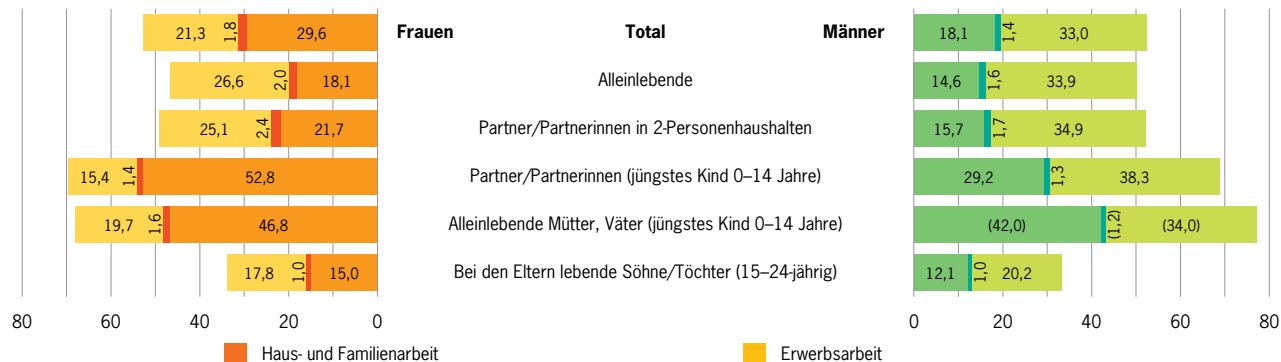 21,3 1,8 29,6 Frauen Total Männer 18,1 1,4 33,0
26,6 2,0 18,1 Alleinlebende 14,6 1,6 33,9
25,1 2,4 21,7 Partner/Partnerinnen in 2-Personenhaushalten 15,7 1,7 34,9
15,4 1,4 52,8 Partner/Partnerinnen (jüngstes Kind 0–14 Jahre) 29,2 1,3 38,3
19,7 1,6 46,8 Alleinlebende Mütter, Väter (jüngstes Kind 0–14 Jahre) (42,0) (1,2) (34,0)
17,8 1,0 15,0 Bei den Eltern lebende Söhne/Töchter (15–24-jährig) 12,1 1,0 20,2
80 60 40 20 0 0 20 40 60 80
Haus- und Familienarbeit Erwerbsarbeit